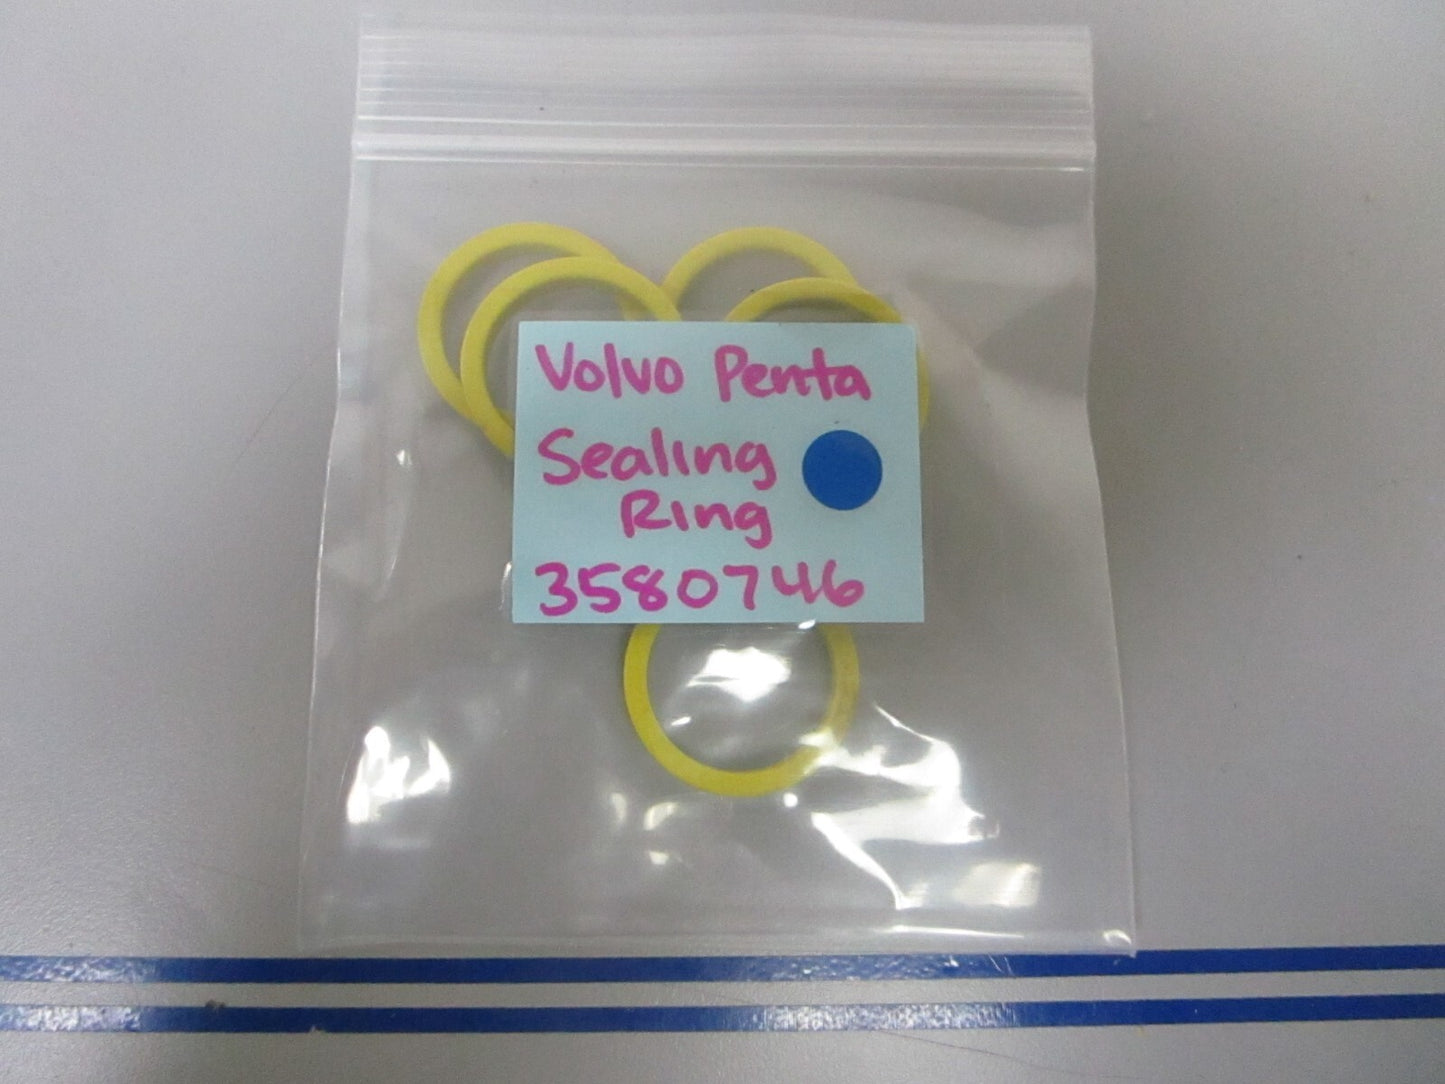 Volvo Penta
Sealing
Ring
3580746